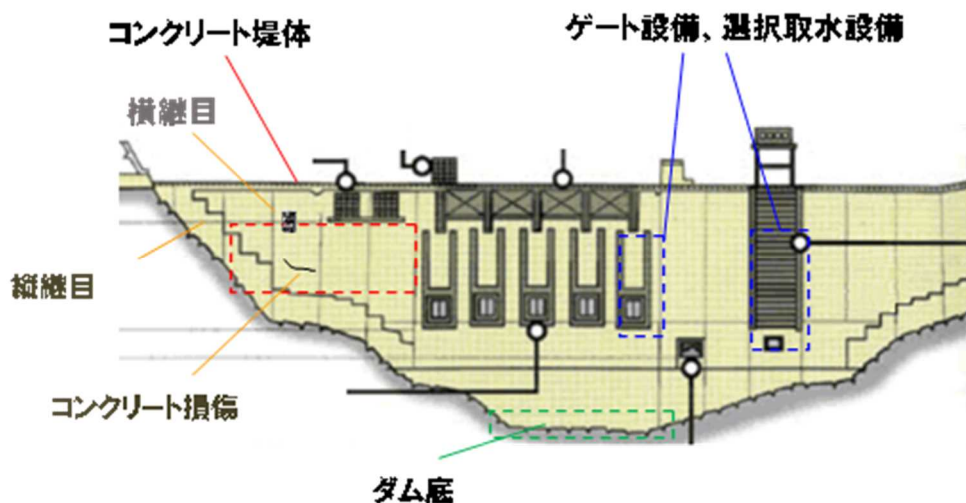 コンクリート堤体
ゲート設備、選択取水設備
横継目
縦継目
コンクリート損傷
ダム底